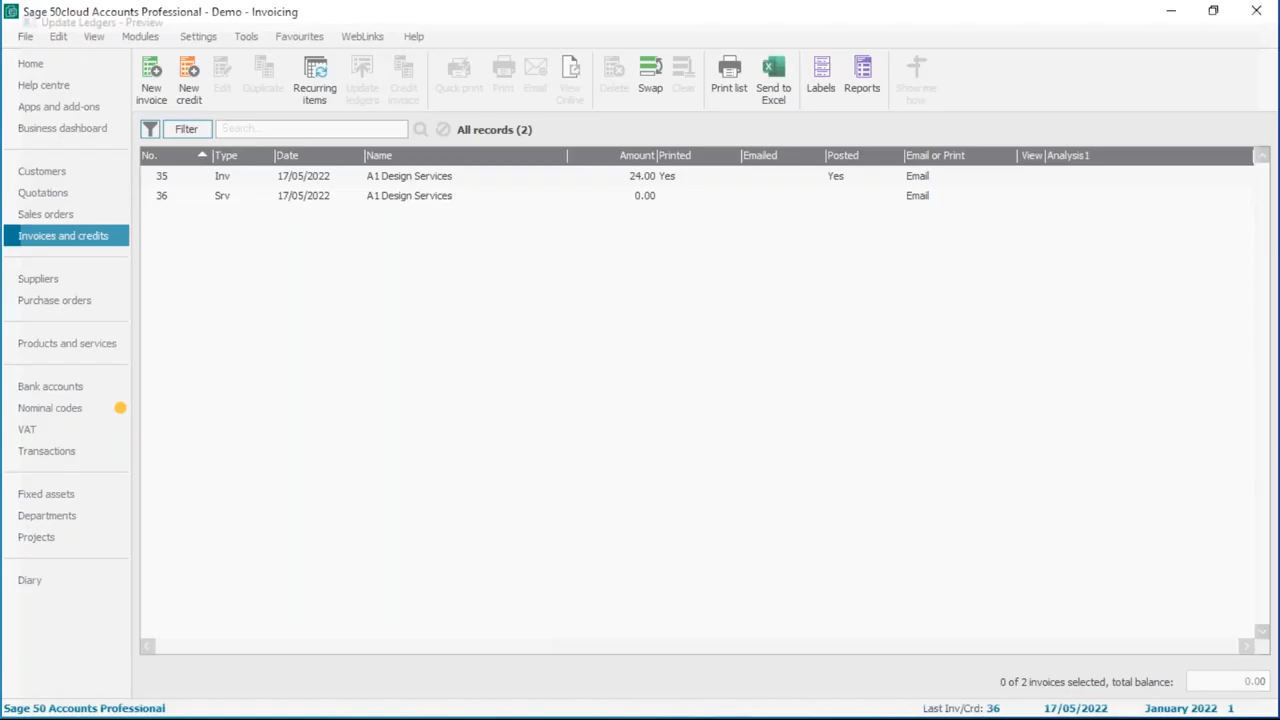 Sage 50cloud Accounts Professional - Demo - Invoicing
Update Ledgers - Preview
File Edit View Modules Settings Tools Favourites WebLinks Help
Home
Help centre
Apps and add-ons
Business dashboard
Customers
Quotations
Sales orders
Invoices and credits
Suppliers
Purchase orders
Products and services
Bank accounts
Nominal codes
VAT
Transactions
Fixed assets
Departments
Projects
Diary
New invoice
New credit
Edit
Duplicate
Recurring items
Update ledgers
Credit invoice
Quick print
Print
Email
View Online
Delete
Swap
Clear
Print list
Send to Excel
Labels
Reports
Show me how
Filter Search... All records (2)
No. Type Date Name Amount Printed Emailed Posted Email or Print View Analysis1
35 Inv 17/05/2022 A1 Design Services 24.00 Yes Yes Email
36 Srv 17/05/2022 A1 Design Services 0.00 Email
0 of 2 invoices selected, total balance: 0.00
Sage 50 Accounts Professional Last Inv/Crd: 36 17/05/2022 January 2022 1